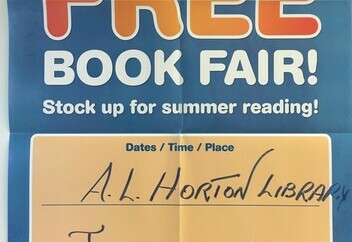 FREE
BOOK FAIR!
Stock up for summer reading!
Dates / Time / Place
A.L. HORTON LIBRARY